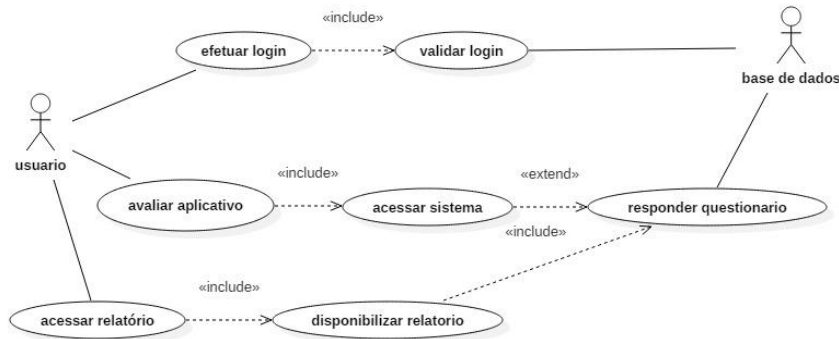 «include»
efetuar login
validar login
base de dados
usuario
«include»
«extend»
avaliar aplicativo
acessar sistema
responder questionario
«include»
«include»
acessar relatório
disponibilizar relatorio